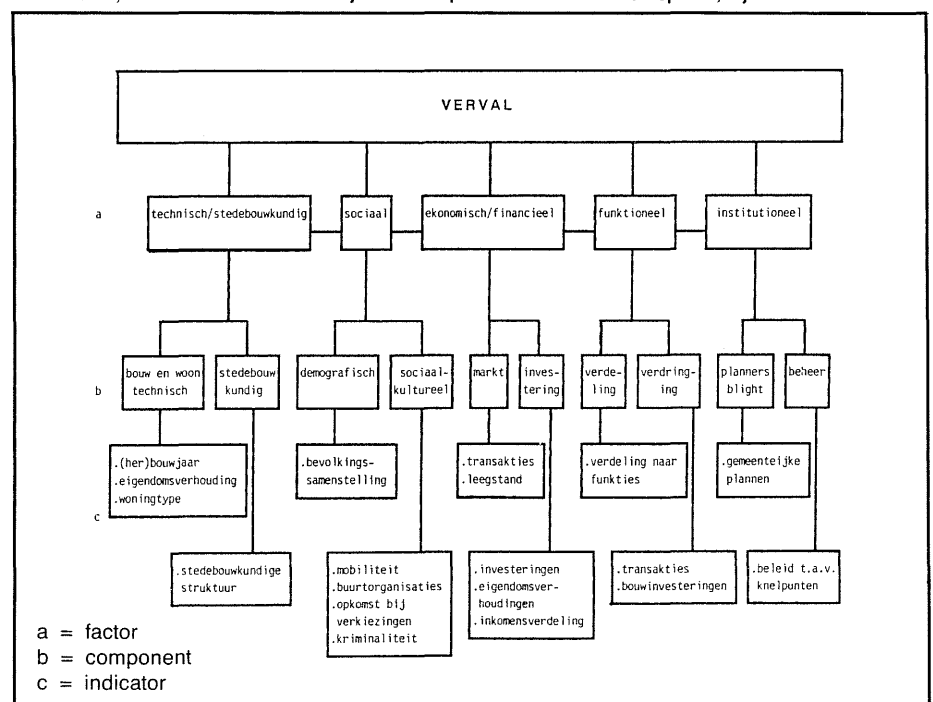 VERVAL
a
technisch/stedebouwkundig
sociaal
ekonomisch/financieel
funktioneel
institutioneel
b
bouw en woon
technisch
stedebouw
kundig
demografisch
sociaal-
kultureel
markt
inves-
tering
verde-
ling
verdring-
ing
planners
blight
beheer
c
.(her)bouwjaar
.eigendomsverhouding
.woningtype
.bevolkings-
samenstelling
.transakties
.leegstand
.verdeling naar
funkties
.gemeenteijke
plannen
.stedebouwkundige
struktuur
.mobiliteit
.buurtorganisaties
.opkomst bij
verkiezingen
.kriminaliteit
.investeringen
.eigendomsver-
houdingen
.inkomensverdeling
.transakties
.bouwinvesteringen
.beleid t.a.v.
knelpunten
a = factor
b = component
c = indicator